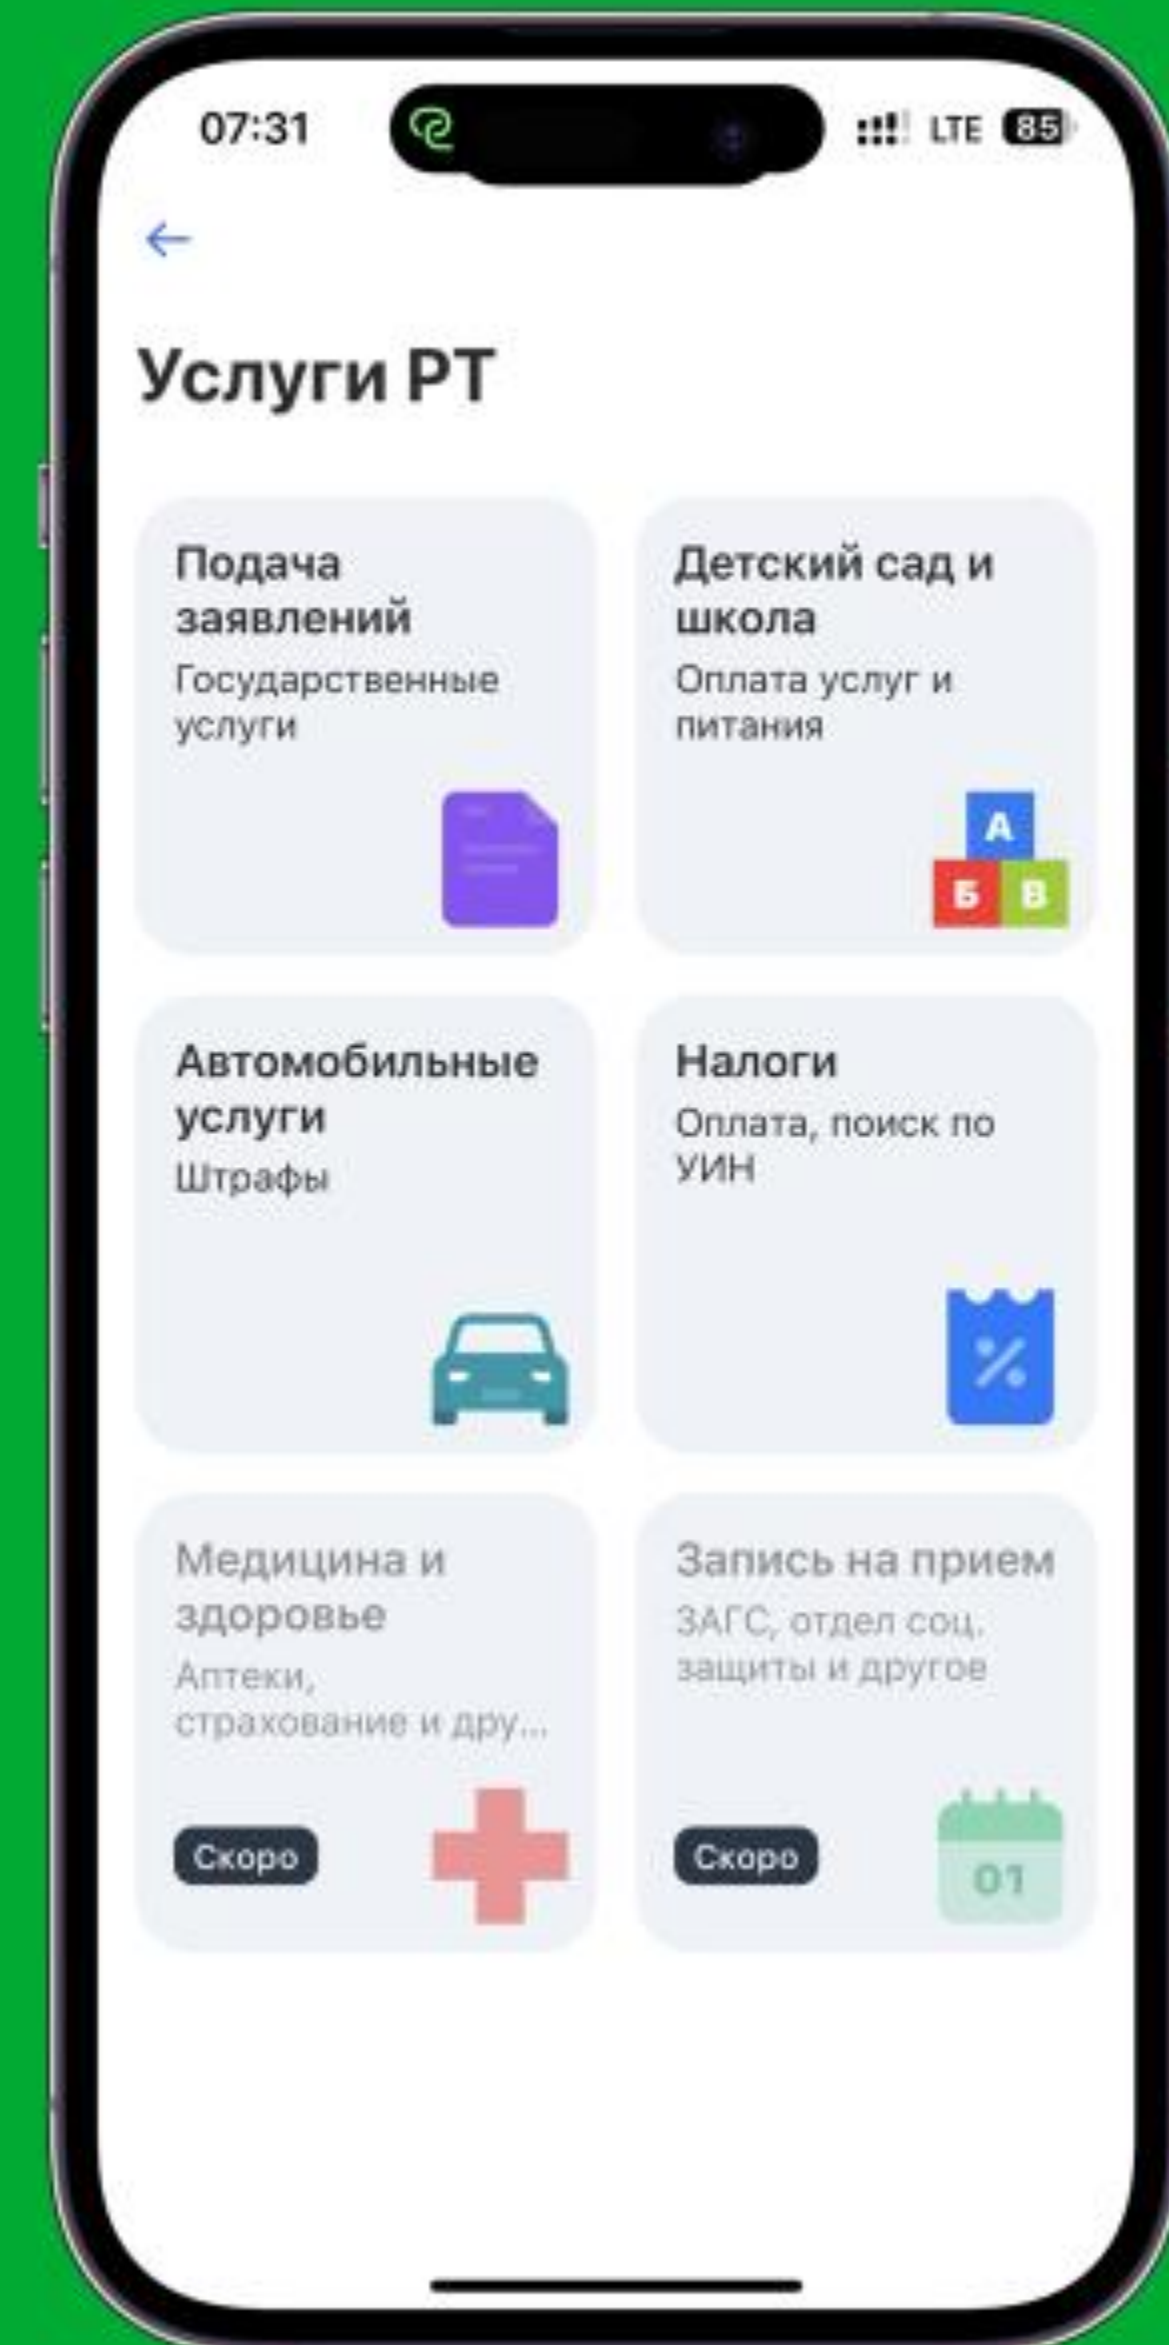 07:31
LTE 85
Услуги РТ
Подача
заявлений
Государственные
услуги
Детский сад и
школа
Оплата услуг и
питания
А
Б В
Автомобильные
услуги
Штрафы
Налоги
Оплата, поиск по
УИН
%
Медицина и
здоровье
Аптеки,
страхование и дру...
Скоро
Запись на прием
ЗАГС, отдел соц.
защиты и другое
Скоро
01